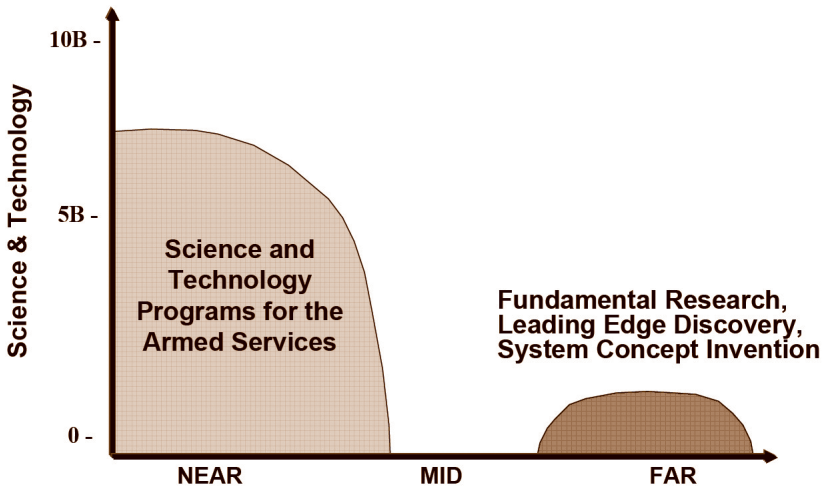 10B -
5B -
0 -
Science & Technology
Science and
Technology
Programs for the
Armed Services
Fundamental Research,
Leading Edge Discovery,
System Concept Invention
NEAR
MID
FAR